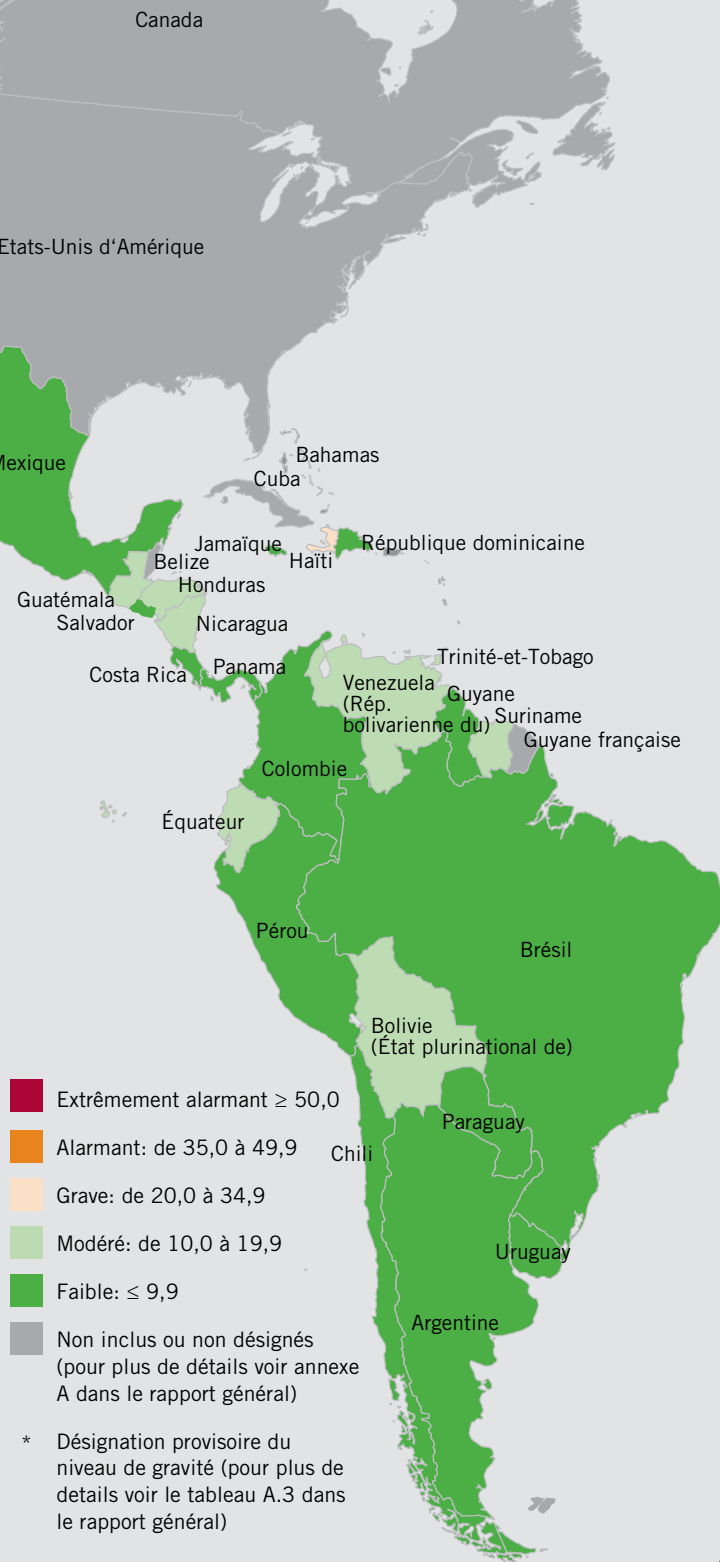 Canada
Etats-Unis d‘Amérique
Mexique
Bahamas
Cuba
Jamaïque
République dominicaine
Haïti
Belize
Honduras
Guatémala
Salvador
Nicaragua
Costa Rica
Panama
Trinité-et-Tobago
Venezuela
(Rép.
bolivarienne du)
Guyane
Suriname
Guyane française
Colombie
Équateur
Pérou
Brésil
Bolivie
(État plurinational de)
Paraguay
Chili
Uruguay
Argentine
Extrêmement alarmant ≥ 50,0
Alarmant: de 35,0 à 49,9
Grave: de 20,0 à 34,9
Modéré: de 10,0 à 19,9
Faible: ≤ 9,9
Non inclus ou non désignés
(pour plus de détails voir annexe
A dans le rapport général)
* Désignation provisoire du
niveau de gravité (pour plus de
details voir le tableau A.3 dans
le rapport général)